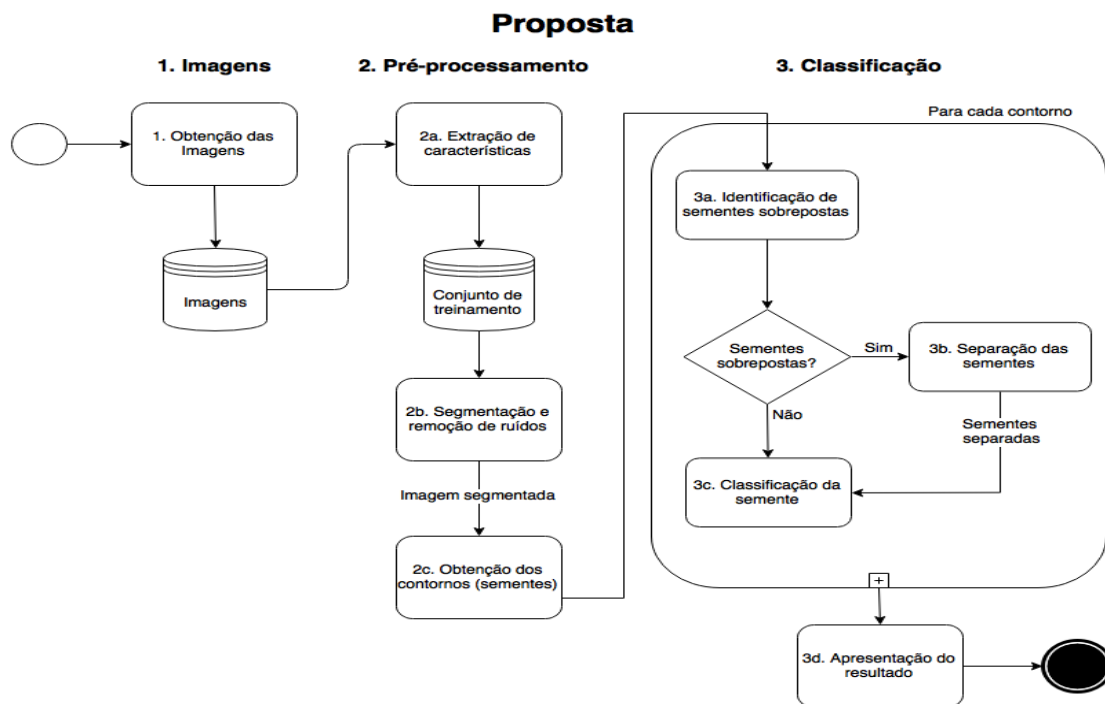 Proposta
1. Imagens
2. Pré-processamento
3. Classificação
1. Obtenção das
Imagens
Imagens
2a. Extração de
características
Conjunto de
treinamento
2b. Segmentação e
remoção de ruídos
Imagem segmentada
2c. Obtenção dos
contornos (sementes)
Para cada contorno
3a. Identificação de
sementes sobrepostas
Sementes
sobrepostas?
Sim
3b. Separação das
sementes
Não
Sementes
separadas
3c. Classificação da
semente
+
3d. Apresentação do
resultado